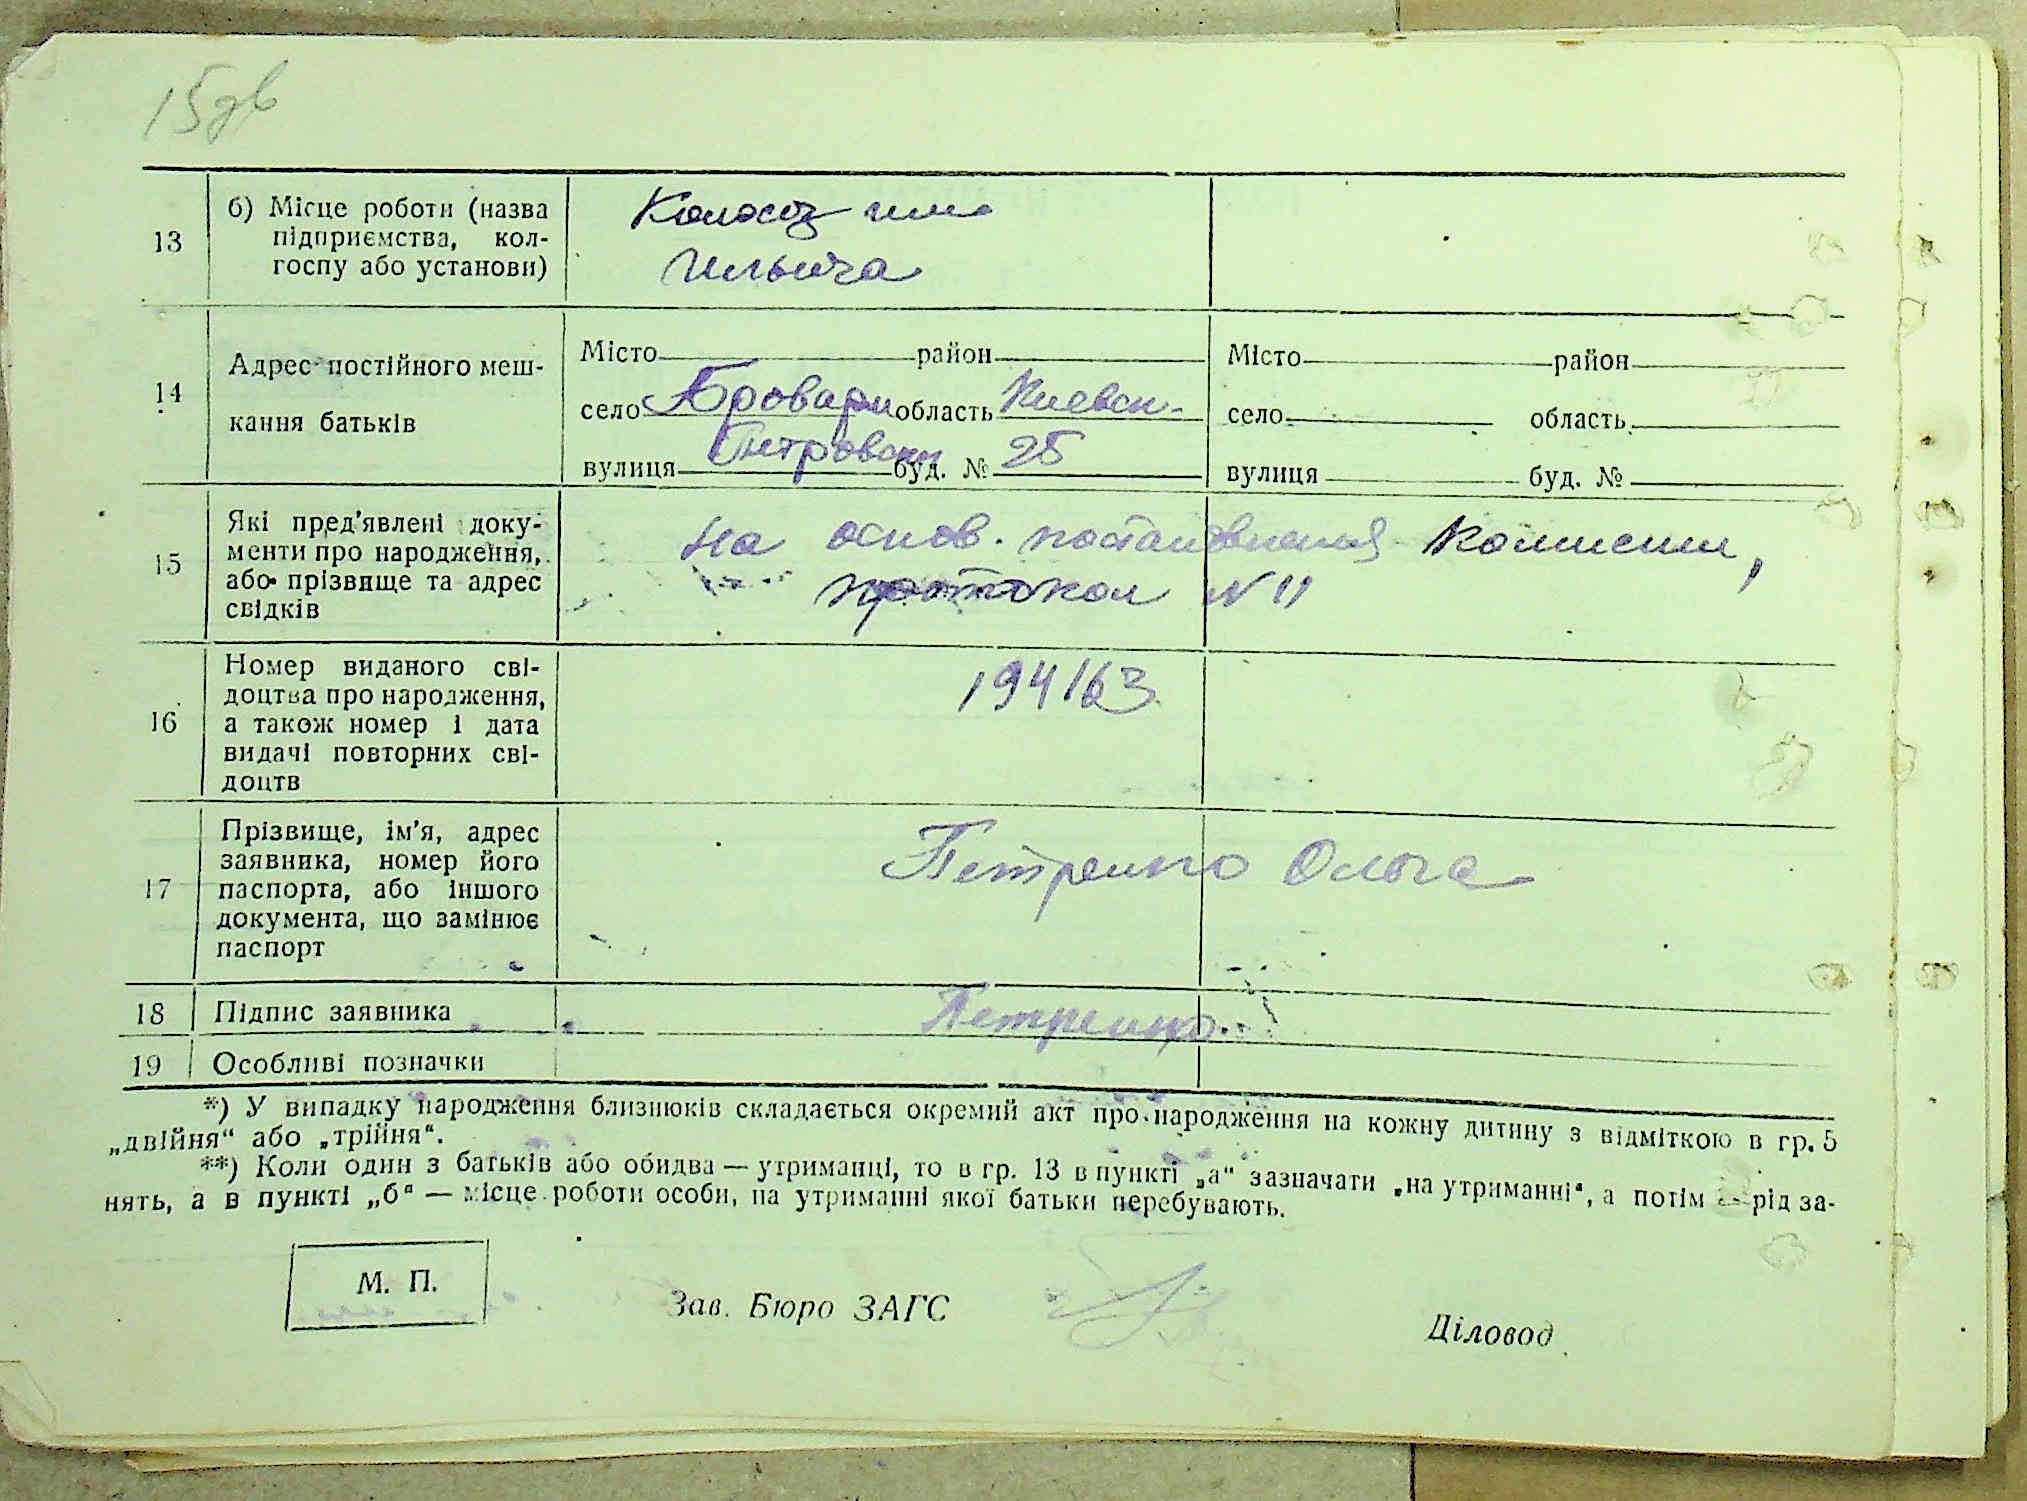 15 зв
13
б) Місце роботи (назва
підприємства, кол-
госпу або установи)
Колхоз им.
Ильича
14
Адрес постійного меш-
кання батьків
Місто район
село Бровари область Киевск.
вулиця Петровск буд. № 25
Місто район
село область
вулиця буд. №
15
Які пред'явлені доку-
менти про народження,
або прізвище та адрес
свідків
на основ. постановления комиссии,
протокол N 11
16
Номер виданого сві-
доцтва про народження,
а також номер і дата
видачі повторних сві-
доцтв
194163
17
Прізвище, ім'я, адрес
заявника, номер його
паспорта, або іншого
документа, що замінює
паспорт
Петренко Ольга
18 Підпис заявника
Петренко
19 Особливі позначки
*) У випадку народження близнюків складається окремий акт про народження на кожну дитину з відміткою в гр. 5
„двійня“ або „трійня“.
**) Коли один з батьків або обидва — утриманці, то в гр. 13 в пункті „а“ зазначати „на утриманні“, а потім — рід за-
нять, а в пункті „б“ — місце роботи особи, на утриманні якої батьки перебувають.
М. П.
Зав. Бюро ЗАГС
Діловод